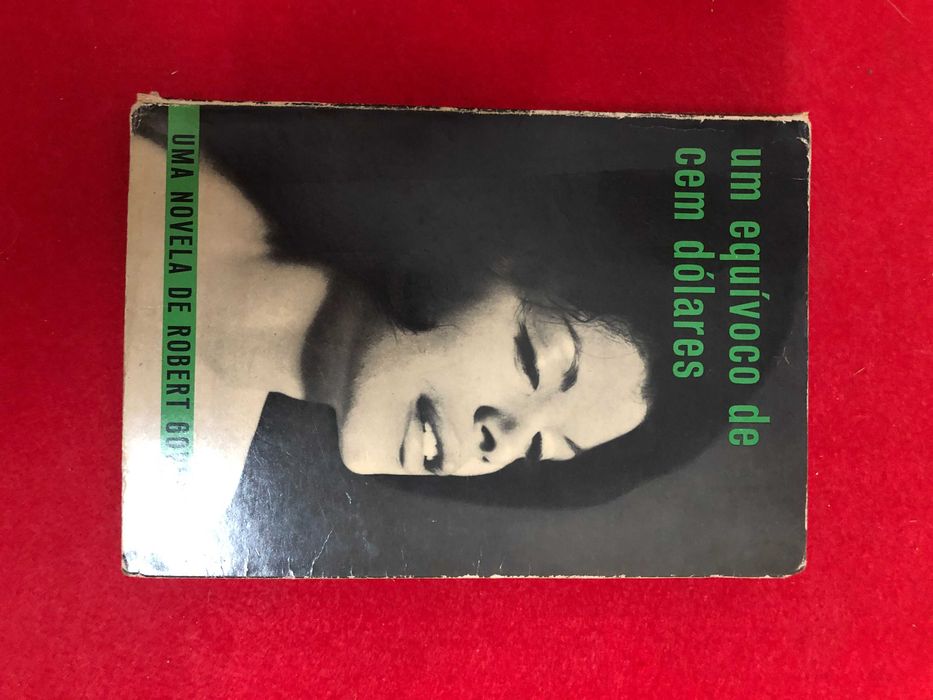 um equívoco de
cem dólares
UMA NOVELA DE ROBERT